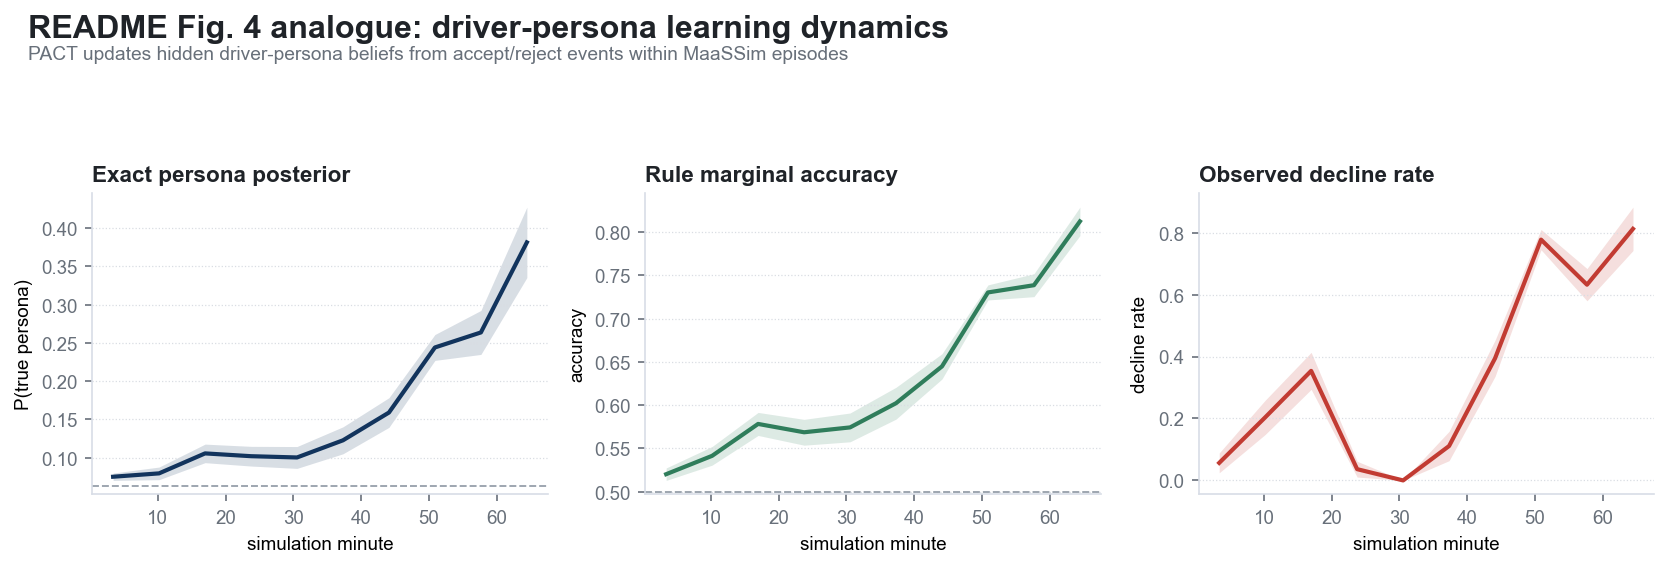 README Fig. 4 analogue: driver-persona learning dynamics
PACT updates hidden driver-persona beliefs from accept/reject events within MaaSSim episodes
Exact persona posterior
P(true persona)
0.40
0.35
0.30
0.25
0.20
0.15
0.10
10 20 30 40 50 60
simulation minute
Rule marginal accuracy
accuracy
0.80
0.75
0.70
0.65
0.60
0.55
0.50
10 20 30 40 50 60
simulation minute
Observed decline rate
decline rate
0.8
0.6
0.4
0.2
0.0
10 20 30 40 50 60
simulation minute